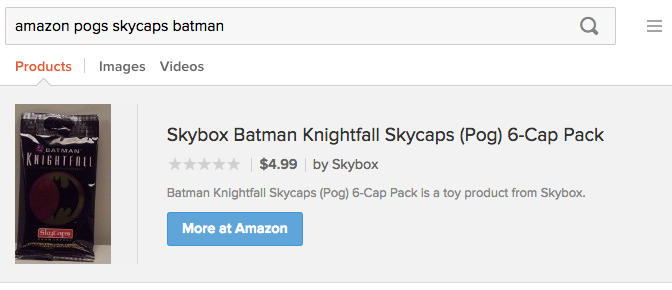 amazon pogs skycaps batman
Products Images Videos
Skybox Batman Knightfall Skycaps (Pog) 6-Cap Pack
$4.99 by Skybox
Batman Knightfall Skycaps (Pog) 6-Cap Pack is a toy product from Skybox.
More at Amazon
BATMAN
KNIGHTFALL
SkyCaps